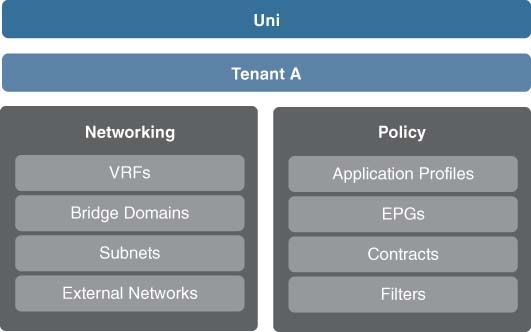 Uni
Tenant A
Networking
VRFs
Bridge Domains
Subnets
External Networks
Policy
Application Profiles
EPGs
Contracts
Filters